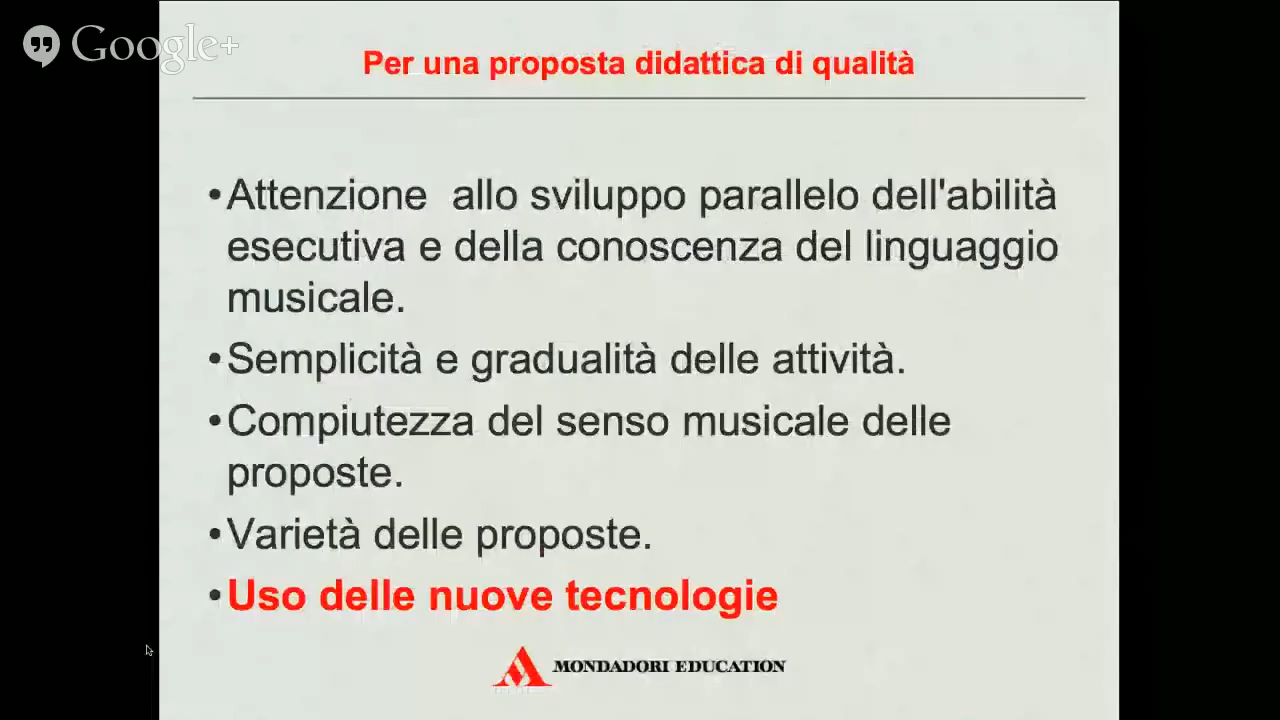 Google+
Per una proposta didattica di qualità
•Attenzione  allo sviluppo parallelo dell'abilità
esecutiva e della conoscenza del linguaggio
musicale.
•Semplicità e gradualità delle attività.
•Compiutezza del senso musicale delle
proposte.
•Varietà delle proposte.
•Uso delle nuove tecnologie
MONDADORI EDUCATION